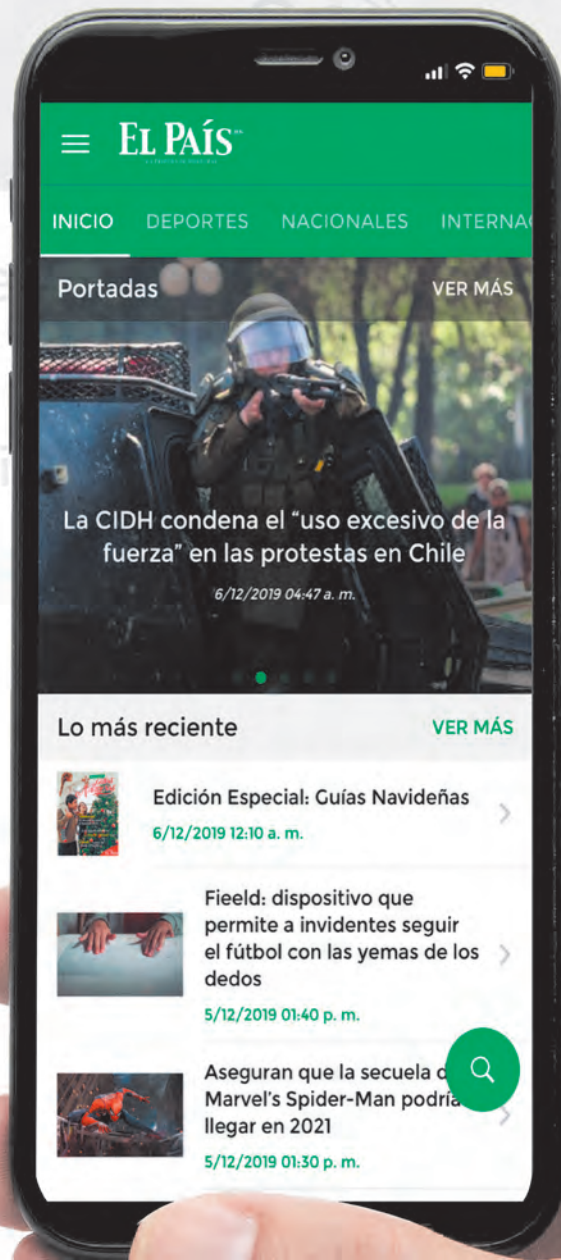 EL PAÍS
INICIO DEPORTES NACIONALES INTERNA
Portadas VER MÁS
La CIDH condena el “uso excesivo de la
fuerza” en las protestas en Chile
6/12/2019 04:47 a. m.
Lo más reciente VER MÁS
Edición Especial: Guías Navideñas
6/12/2019 12:10 a. m.
Fieeld: dispositivo que
permite a invidentes seguir
el fútbol con las yemas de los
dedos
5/12/2019 01:40 p. m.
Aseguran que la secuela d
Marvel's Spider-Man podría
llegar en 2021
5/12/2019 01:30 p. m.